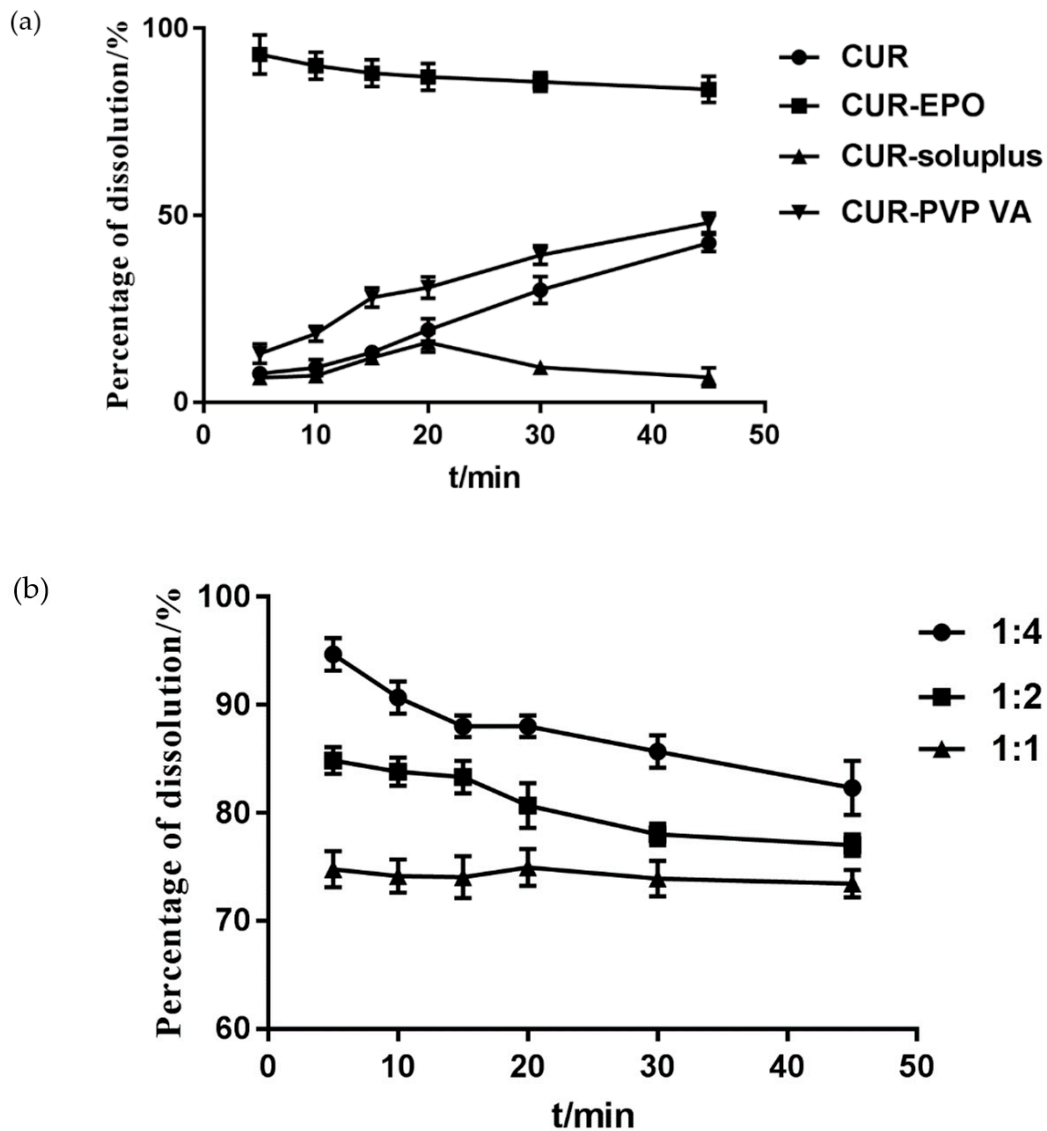 (a)
Percentage of dissolution/%
100
50
0
0 10 20 30 40 50
t/min
CUR
CUR-EPO
CUR-soluplus
CUR-PVP VA
(b)
Percentage of dissolution/%
100
90
80
70
60
0 10 20 30 40 50
t/min
1:4
1:2
1:1